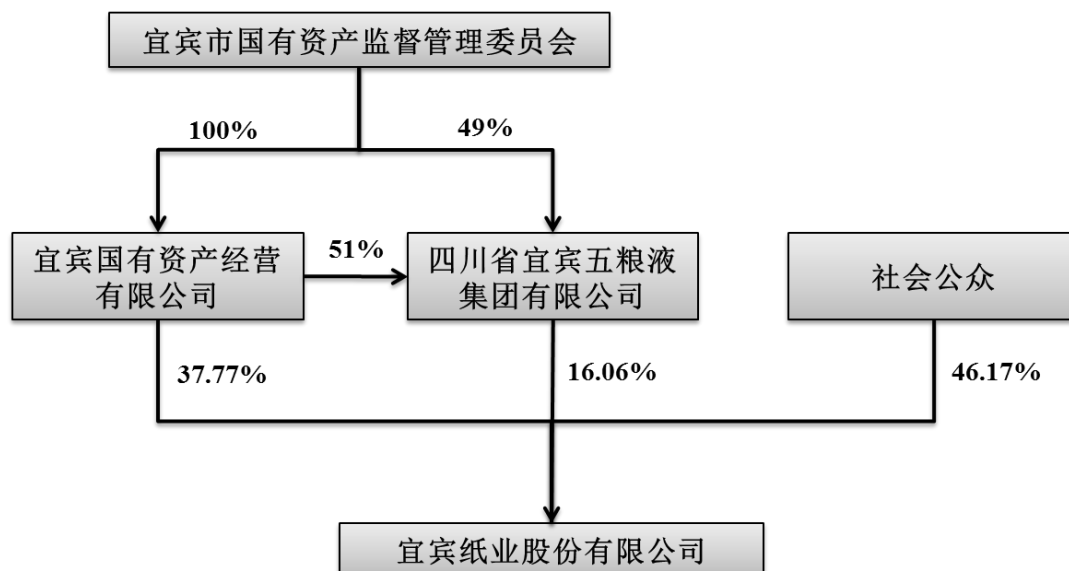 宜宾市国有资产监督管理委员会
100%
49%
宜宾国有资产经营
有限公司
51%
四川省宜宾五粮液
集团有限公司
社会公众
37.77%
16.06%
46.17%
宜宾纸业股份有限公司